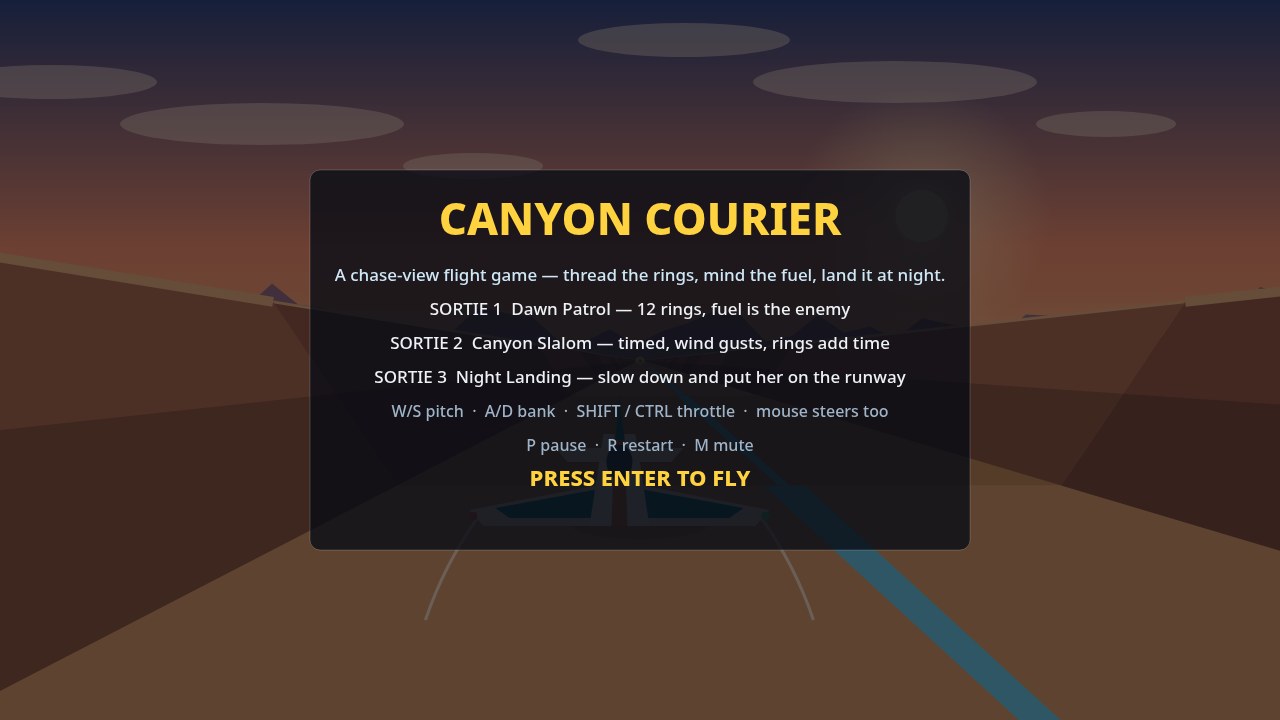 CANYON COURIER
A chase-view flight game — thread the rings, mind the fuel, land it at night.
SORTIE 1  Dawn Patrol — 12 rings, fuel is the enemy
SORTIE 2  Canyon Slalom — timed, wind gusts, rings add time
SORTIE 3  Night Landing — slow down and put her on the runway
W/S pitch · A/D bank · SHIFT / CTRL throttle · mouse steers too
P pause · R restart · M mute
PRESS ENTER TO FLY